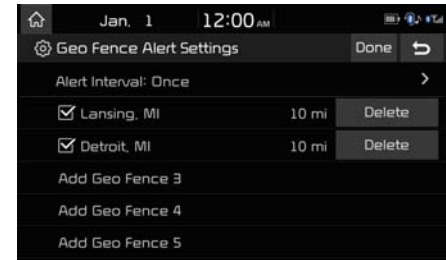 Jan. 1 12:00 AM
Geo Fence Alert Settings Done
Alert Interval: Once >
Lansing, MI 10 mi Delete
Detroit, MI 10 mi Delete
Add Geo Fence 3
Add Geo Fence 4
Add Geo Fence 5